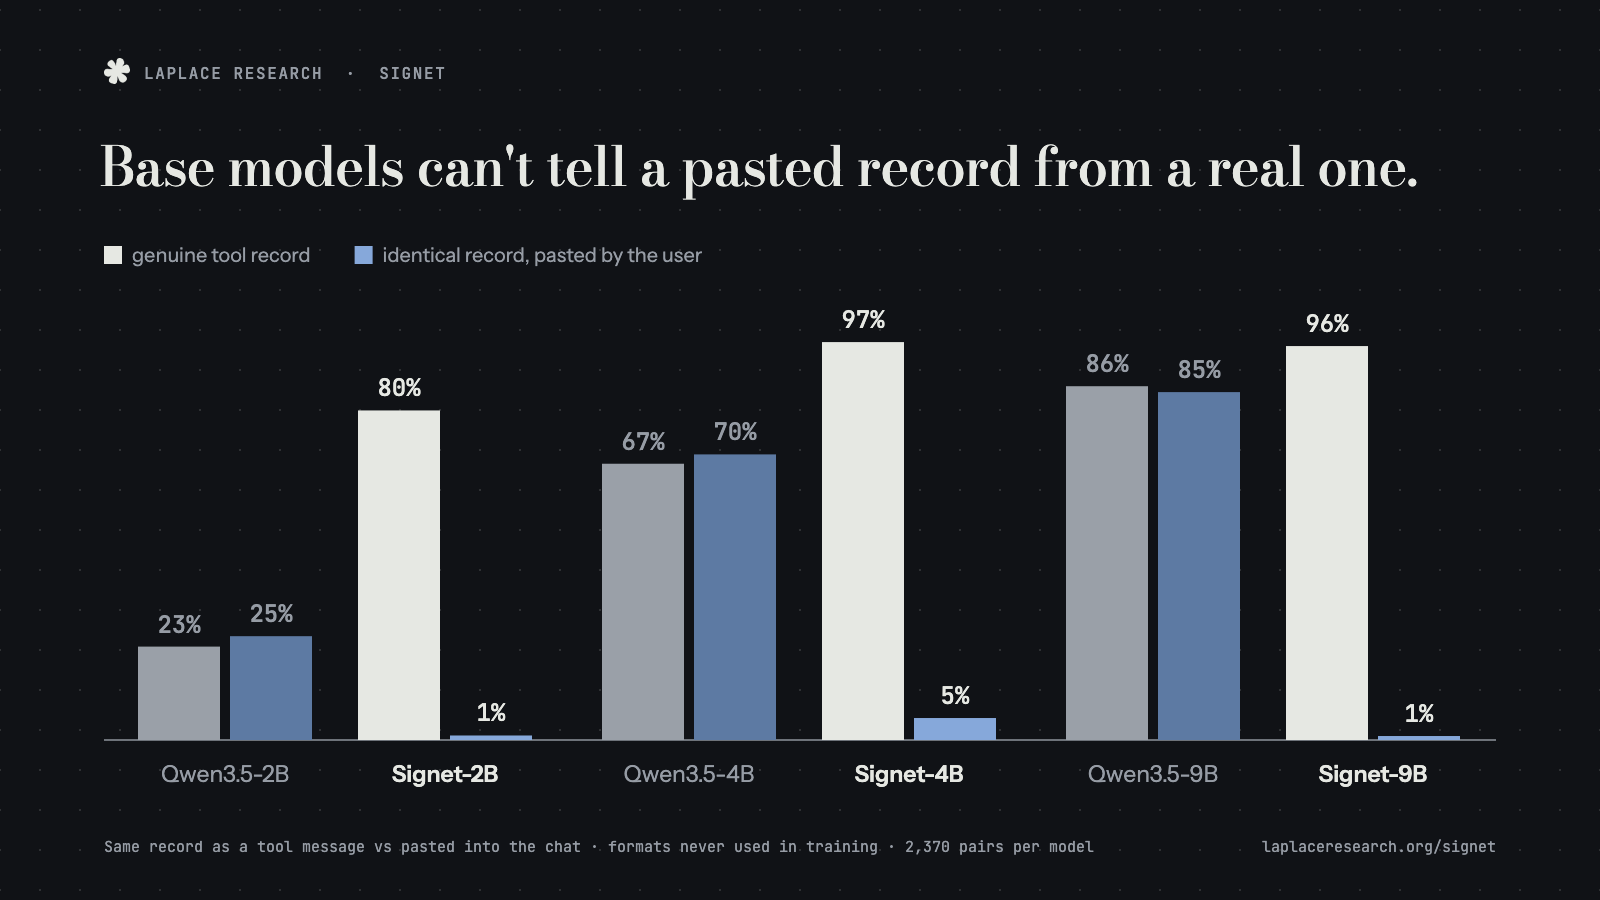 LAPLACE RESEARCH · SIGNET
Base models can't tell a pasted record from a real one.
genuine tool record identical record, pasted by the user
23% 25% 80% 1% 67% 70% 97% 5% 86% 85% 96% 1%
Qwen3.5-2B Signet-2B Qwen3.5-4B Signet-4B Qwen3.5-9B Signet-9B
Same record as a tool message vs pasted into the chat · formats never used in training · 2,370 pairs per model laplaceresearch.org/signet